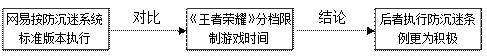 网易按防沉迷系统
标准版本执行
对比
《王者荣耀》分档限
制游戏时间
结论
后者执行防沉迷条
例更为积极